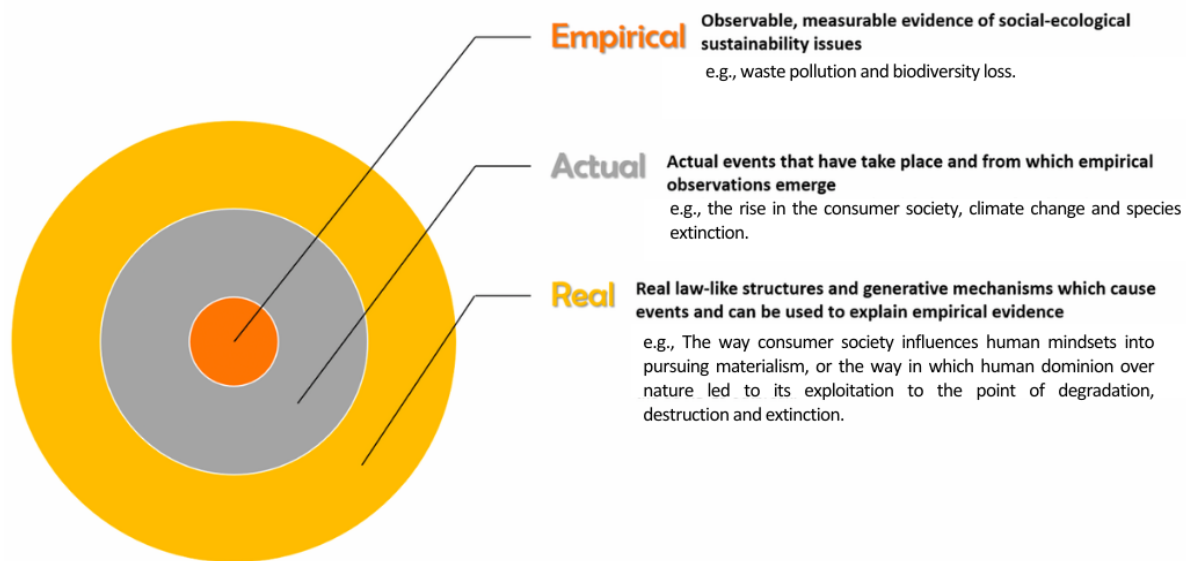 Empirical
Observable, measurable evidence of social-ecological
sustainability issues
e.g., waste pollution and biodiversity loss.
Actual
Actual events that have take place and from which empirical
observations emerge
e.g., the rise in the consumer society, climate change and species
extinction.
Real
Real law-like structures and generative mechanisms which cause
events and can be used to explain empirical evidence
e.g., The way consumer society influences human mindsets into
pursuing materialism, or the way in which human dominion over
nature led to its exploitation to the point of degradation,
destruction and extinction.